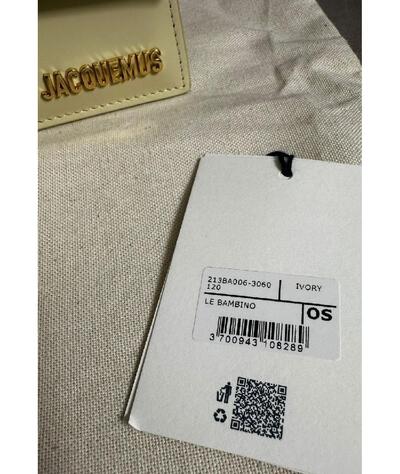 JACQUEMUS
213BA006-3060
120
IVORY
LE BAMBINO
OS
3 700943 108289